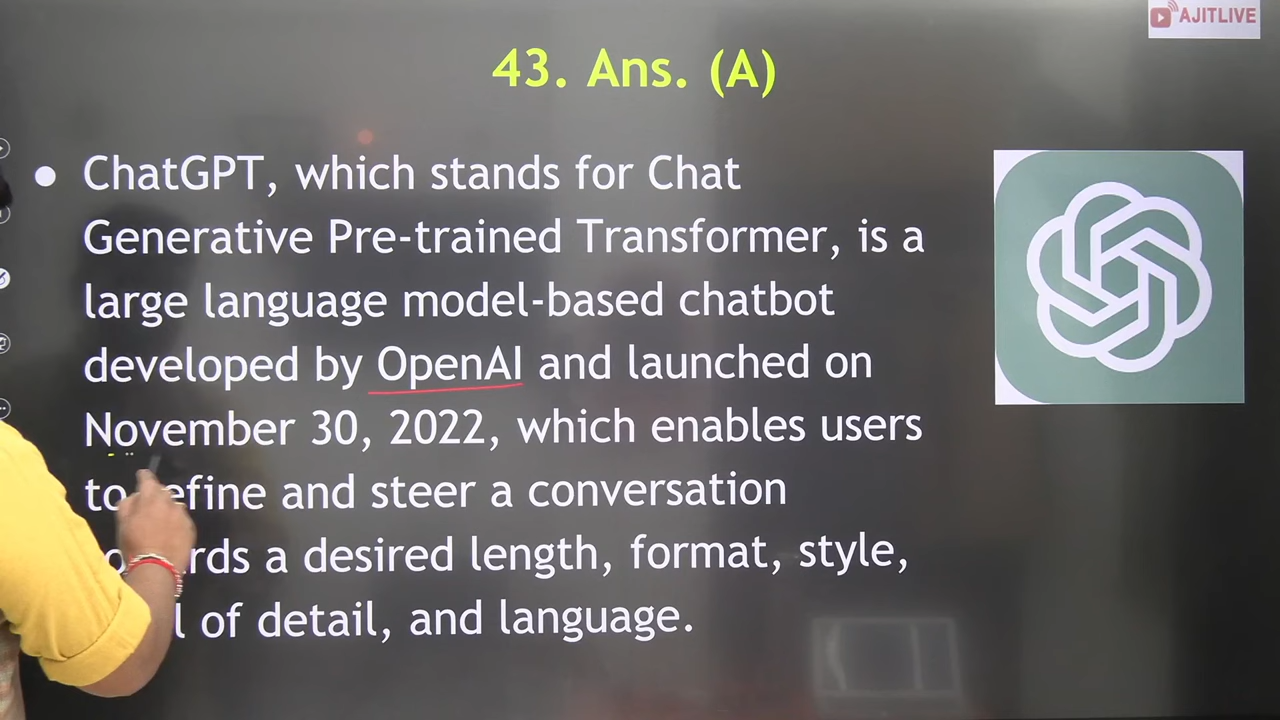 AJITLIVE
43. Ans. (A)
● ChatGPT, which stands for Chat
Generative Pre-trained Transformer, is a
large language model-based chatbot
developed by OpenAI and launched on
November 30, 2022, which enables users
to and steer a conversation
a desired length, format, style,
of detail, and language.